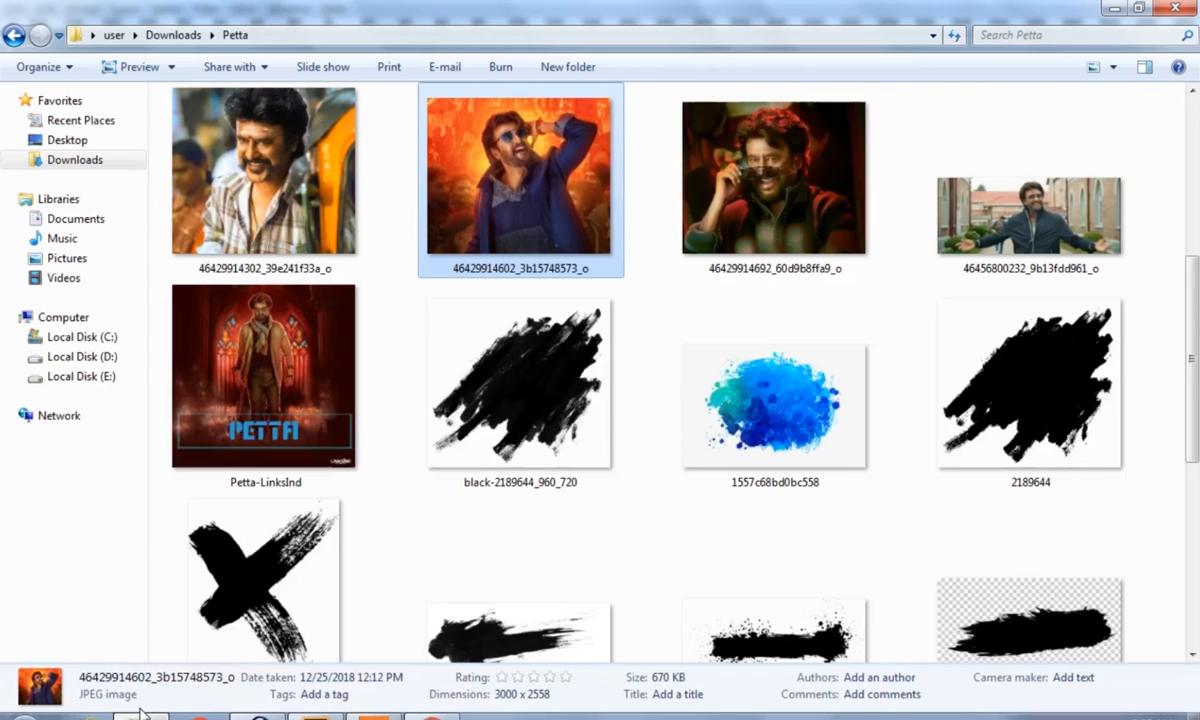 user Downloads Petta Search Petta
Organize Preview Share with Slide show Print E-mail Burn New folder
Favorites
Recent Places
Desktop
Downloads
Libraries
Documents
Music
Pictures
Videos
Computer
Local Disk (C:)
Local Disk (D:)
Local Disk (E:)
Network
46429914302_39e241f33a_o 46429914602_3b15748573_o 46429914692_60d9b8ffa9_o 46456800232_9b13fdd961_o
PETTA
Petta-LinksInd black-2189644_960_720 1557c68bd0bc558 2189644
46429914602_3b15748573_o Date taken: 12/25/2018 12:12 PM Rating: Size: 670 KB Authors: Add an author Camera maker: Add text
JPEG image Tags: Add a tag Dimensions: 3000 x 2558 Title: Add a title Comments: Add comments